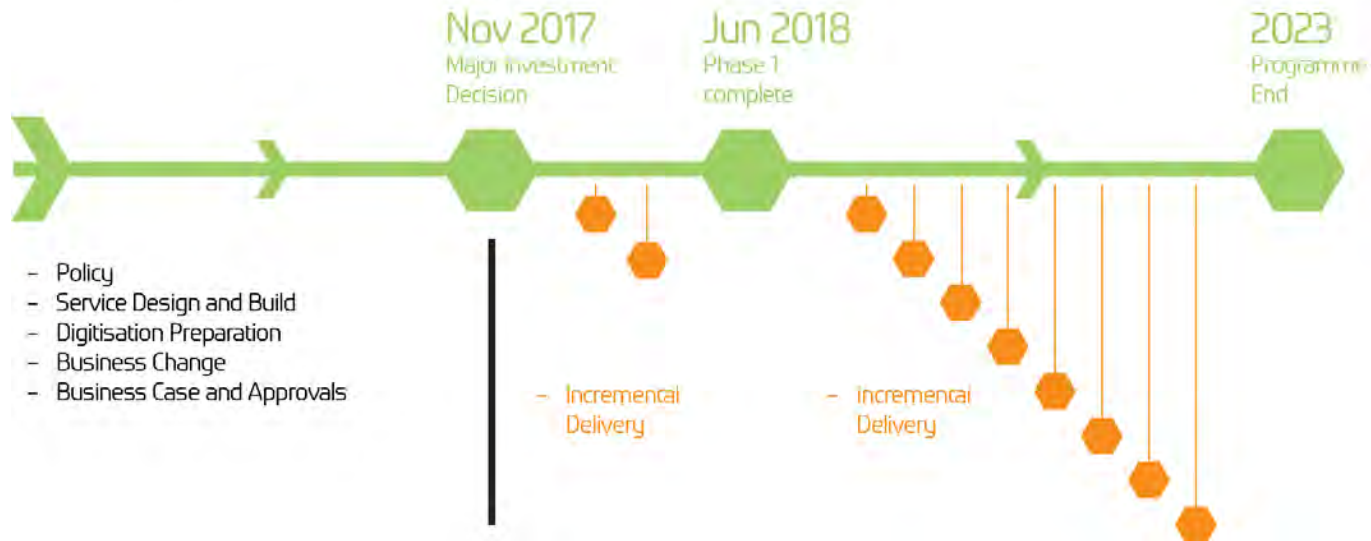 Nov 2017
Major Investment
Decision
Jun 2018
Phase 1
complete
2023
Programme
End
- Policy
- Service Design and Build
- Digitisation Preparation
- Business Change
- Business Case and Approvals
- Incremental
Delivery
- Incremental
Delivery